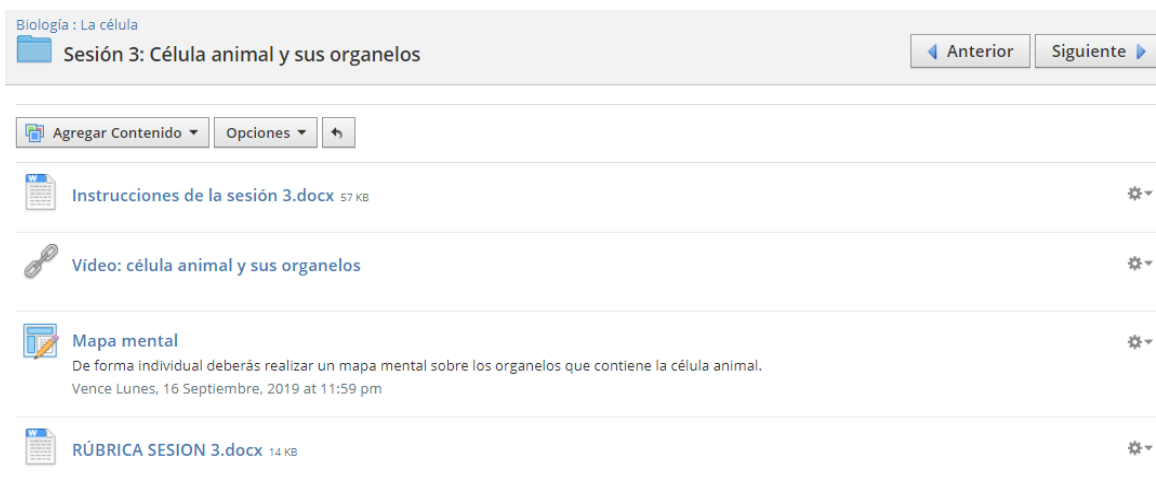 Biología : La célula
Sesión 3: Célula animal y sus organelos
Anterior
Siguiente
Agregar Contenido
Opciones
Instrucciones de la sesión 3.docx 57 KB
Vídeo: célula animal y sus organelos
Mapa mental
De forma individual deberás realizar un mapa mental sobre los organelos que contiene la célula animal.
Vence Lunes, 16 Septiembre, 2019 at 11:59 pm
RÚBRICA SESION 3.docx 14 KB